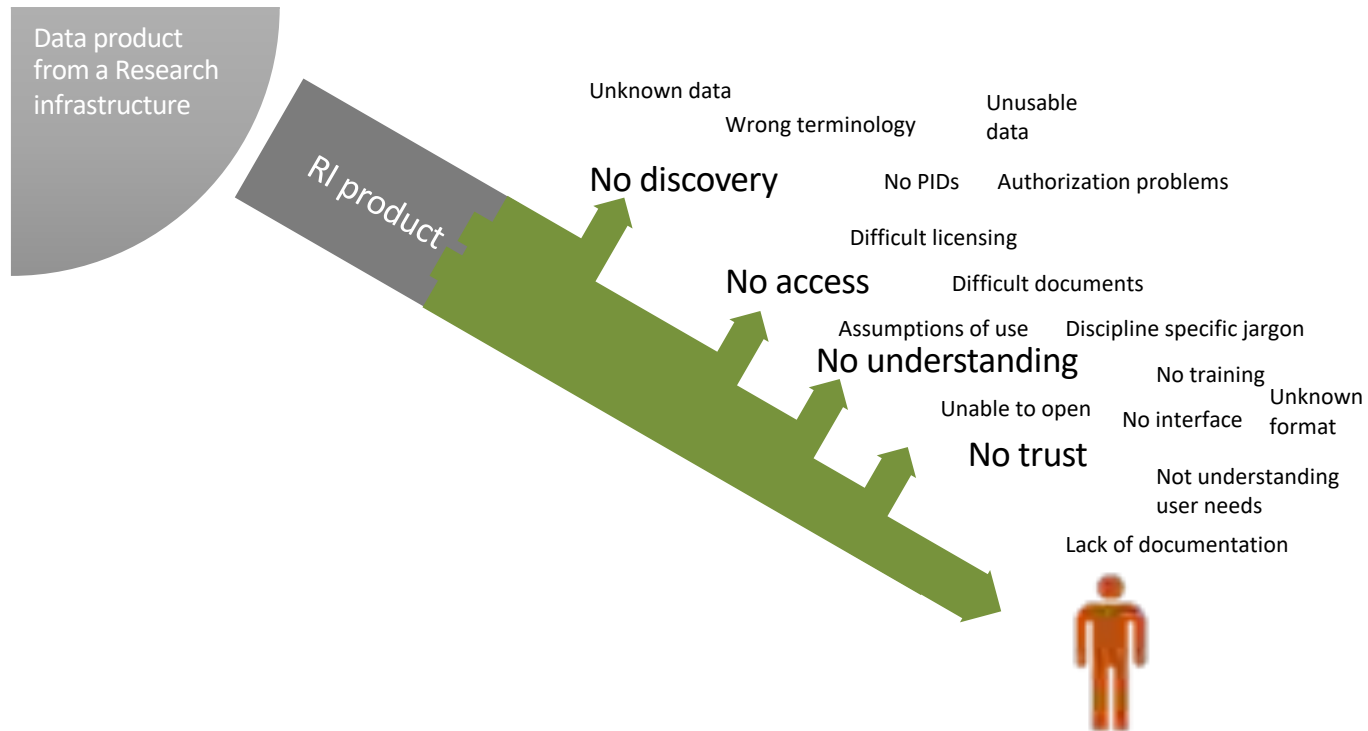 Data product
from a Research
infrastructure
RI product
Unknown data
Unusable
data
Wrong terminology
No discovery
No PIDs
Authorization problems
Difficult licensing
No access
Difficult documents
Assumptions of use
Discipline specific jargon
No understanding
No training
Unable to open
No interface
Unknown
format
No trust
Not understanding
user needs
Lack of documentation